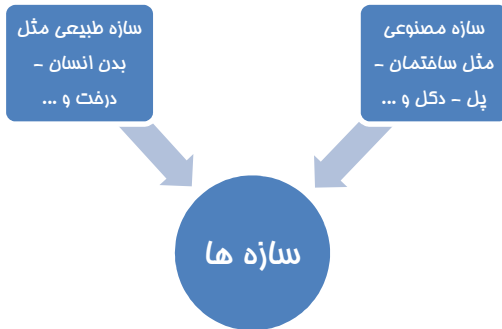 سازه مصنوعی
مثل ساختمان -
پل - دکل و ...
سازه طبیعی مثل
بدن انسان -
درخت و ...
سازه ها